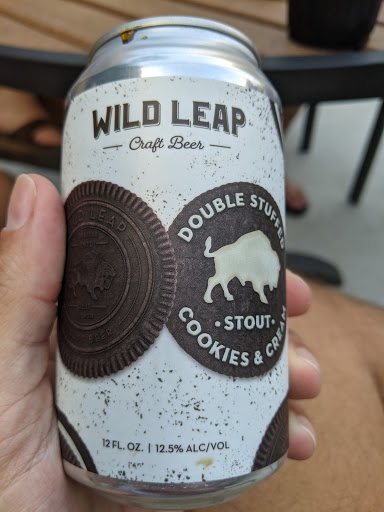 WILD LEAP
Craft Beer
DOUBLE STUFFED
• STOUT •
COOKIES & CREAM
12 FL. OZ. | 12.5% ALC/VOL